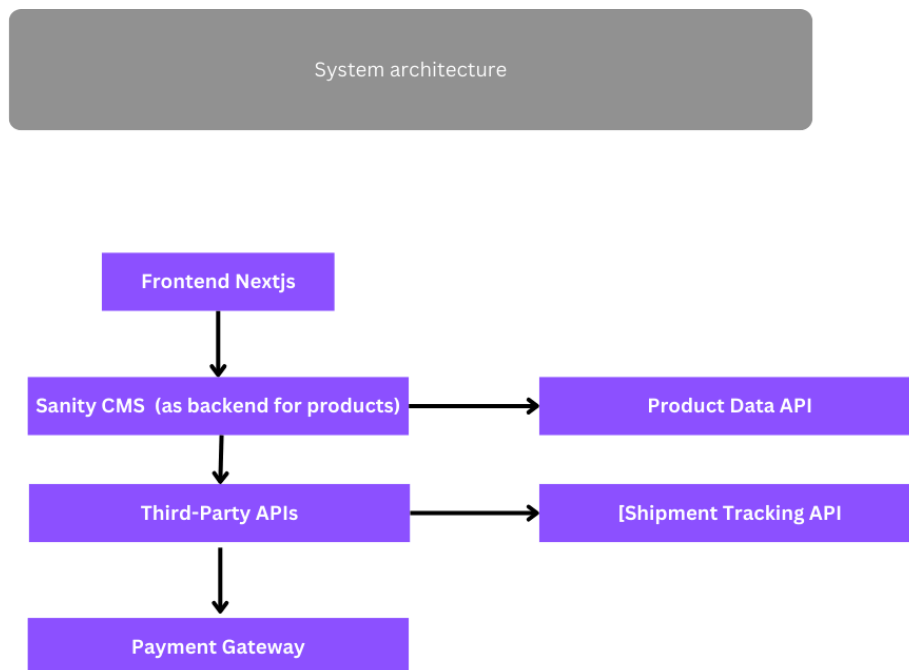 System architecture
Frontend Nextjs
Sanity CMS (as backend for products)
Product Data API
Third-Party APIs
[Shipment Tracking API
Payment Gateway